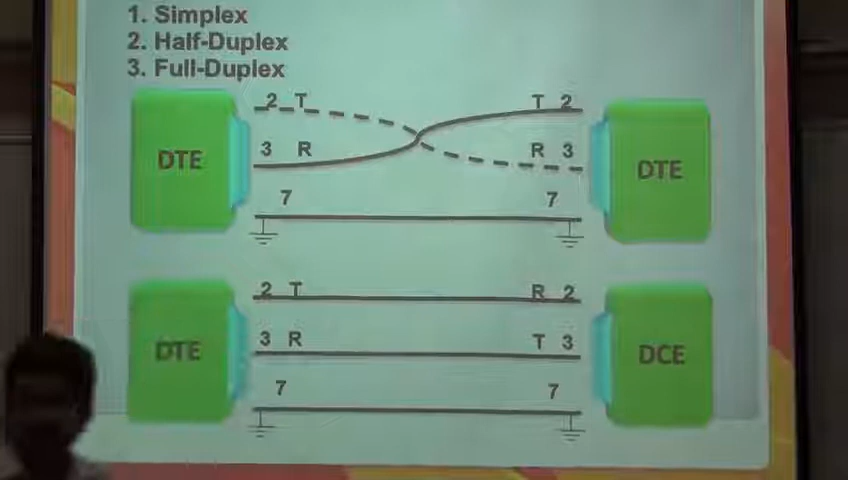 1. Simplex
2. Half-Duplex
3. Full-Duplex
2 T T 2
DTE 3 R R 3 DTE
7 7
2 T R 2
DTE 3 R T 3 DCE
7 7